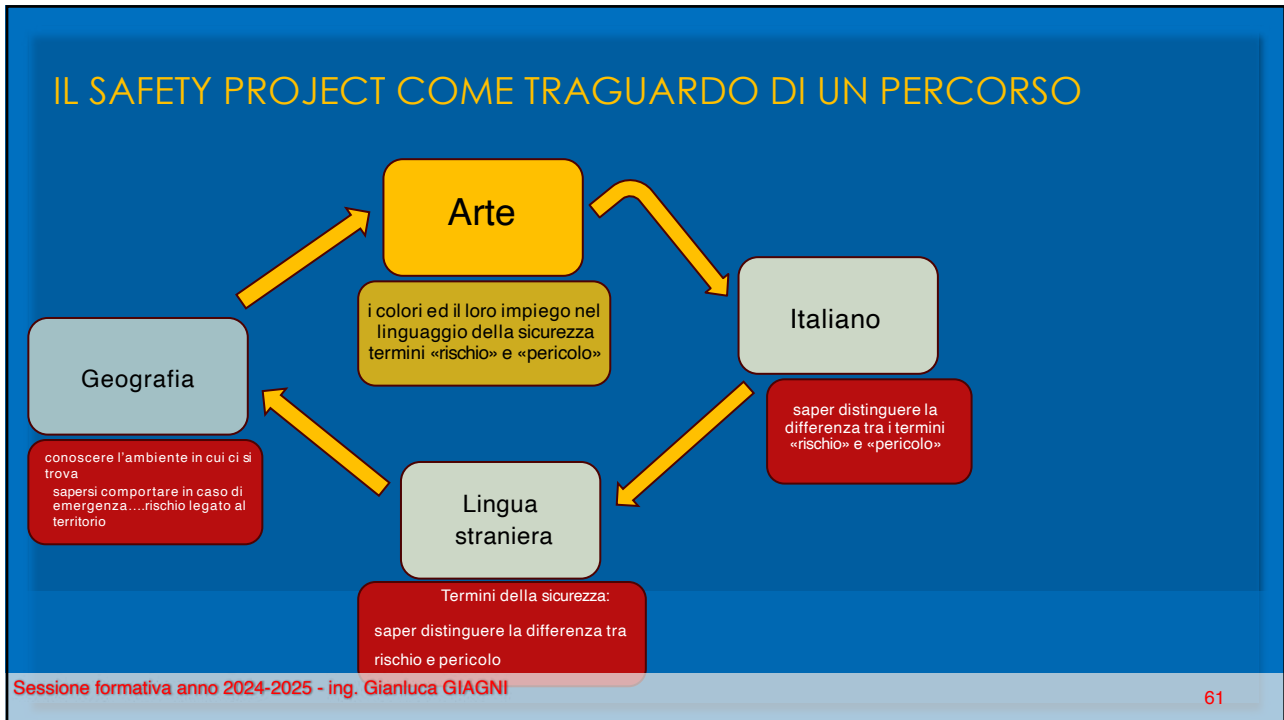 IL SAFETY PROJECT COME TRAGUARDO DI UN PERCORSO
Arte
i colori ed il loro impiego nel
linguaggio della sicurezza
termini «rischio» e «pericolo»
Italiano
saper distinguere la
differenza tra i termini
«rischio» e «pericolo»
Lingua
straniera
Termini della sicurezza:
saper distinguere la differenza tra
rischio e pericolo
Geografia
conoscere l'ambiente in cui ci si
trova
sapersi comportare in caso di
emergenza....rischio legato al
territorio
Sessione formativa anno 2024-2025 - ing. Gianluca GIAGNI
61